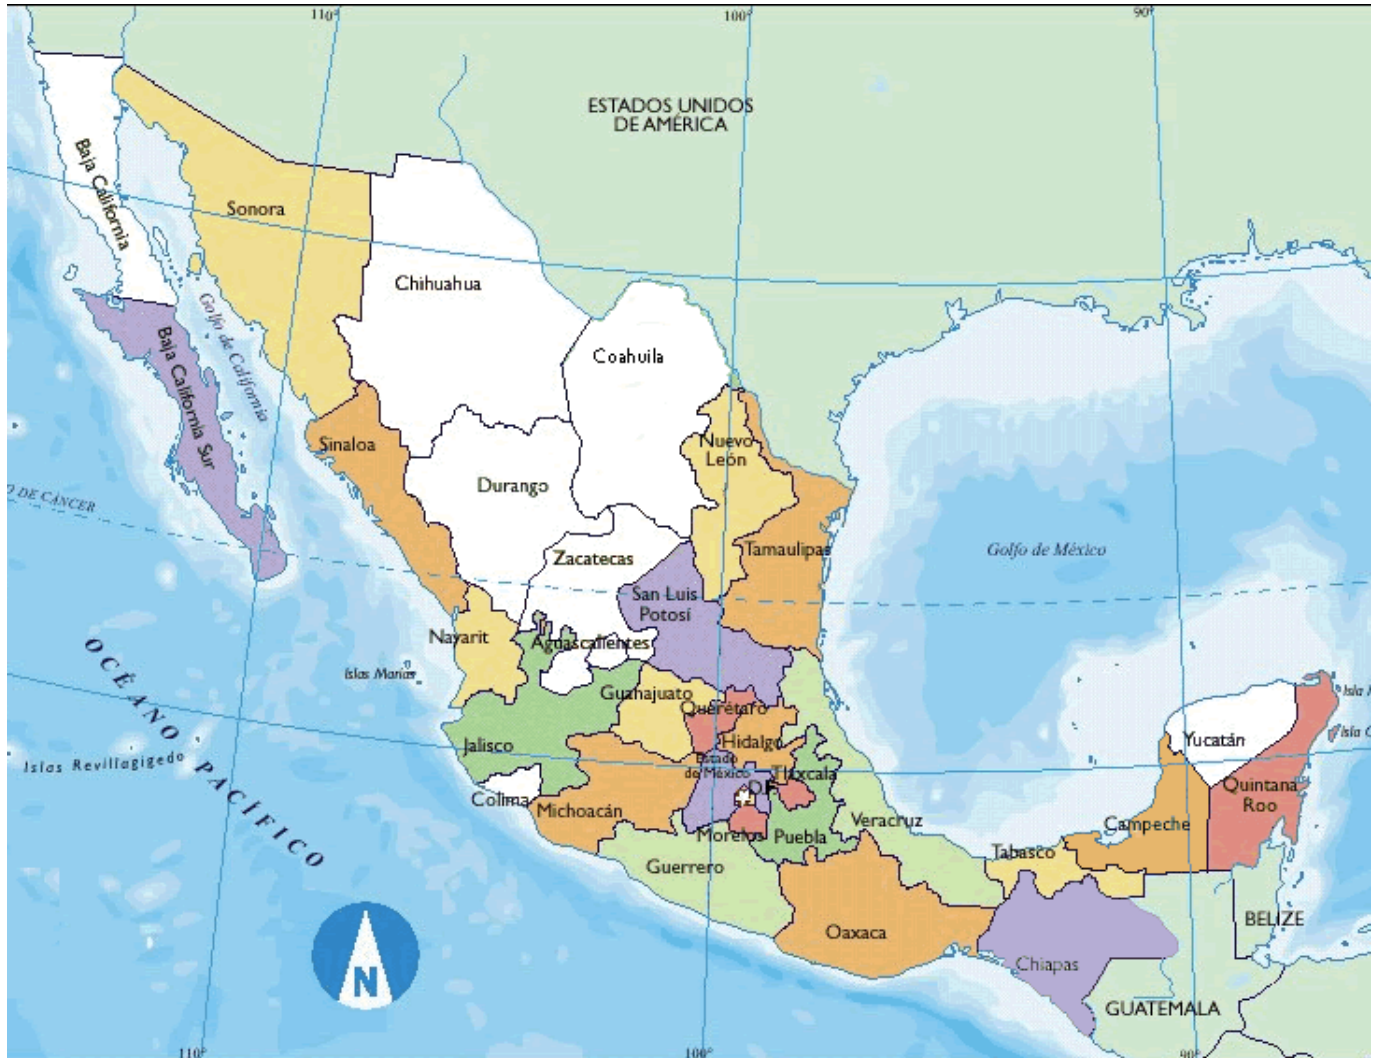 110°
100°
90°
ESTADOS UNIDOS
DE AMÉRICA
Baja California
Sonora
Chihuahua
Golfo de California
Coahuila
Baja California Sur
Sinaloa
Nuevo
León
Durango
O DE CÁNCER
Golfo de México
Tamaulipas
Zacatecas
San Luis
Potosí
Nayarit
Aguascalientes
Islas Marías
OCÉANO PACÍFICO
Guanajuato
Querétaro
Isla
Isla
Jalisco
Hidalgo
Yucatán
Islas Revillagigedo
Estado
de México
Tlaxcala
D.F.
Quintana
Roo
Colima
Michoacán
Campeche
Veracruz
Morelos
Puebla
Tabasco
Guerrero
BELIZE
Oaxaca
Chiapas
N
GUATEMALA
110°
100°
90°